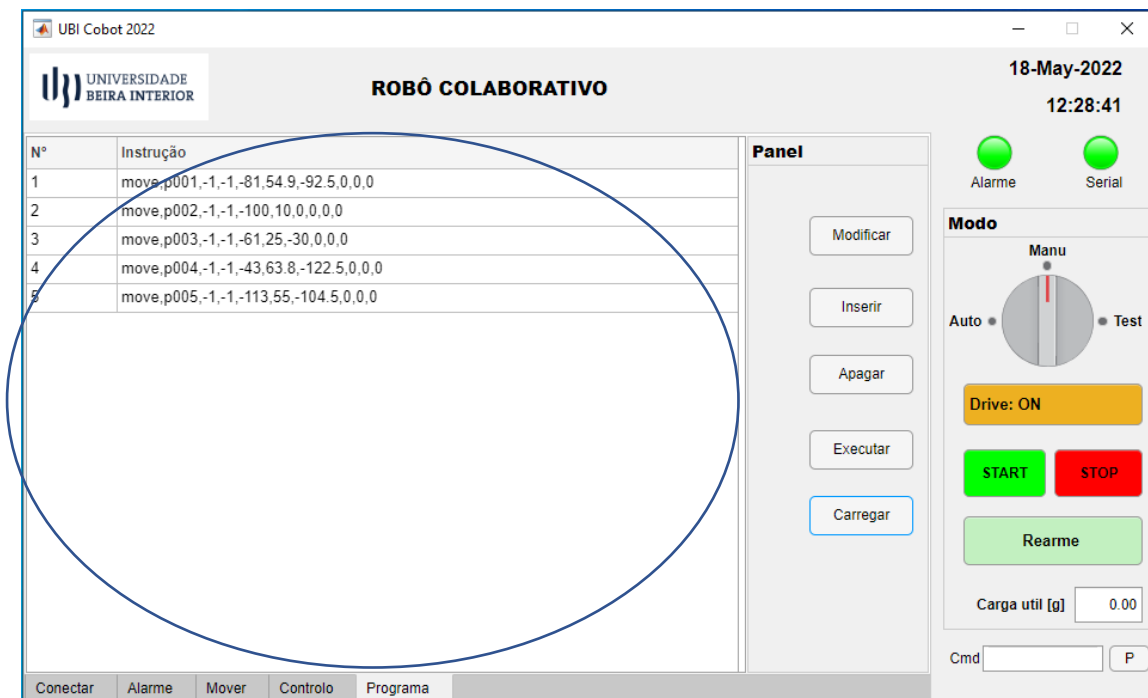 UBI Cobot 2022
UNIVERSIDADE
BEIRA INTERIOR
ROBÔ COLABORATIVO
18-May-2022
12:28:41
N° Instrução
1 move,p001,-1,-1,-81,54.9,-92.5,0,0,0
2 move,p002,-1,-1,-100,10,0,0,0,0
3 move,p003,-1,-1,-61,25,-30,0,0,0
4 move,p004,-1,-1,-43,63.8,-122.5,0,0,0
5 move,p005,-1,-1,-113,55,-104.5,0,0,0
Panel
Modificar
Inserir
Apagar
Executar
Carregar
Alarme Serial
Modo
Manu
Auto Test
Drive: ON
START STOP
Rearme
Carga util [g] 0.00
Cmd P
Conectar Alarme Mover Controlo Programa